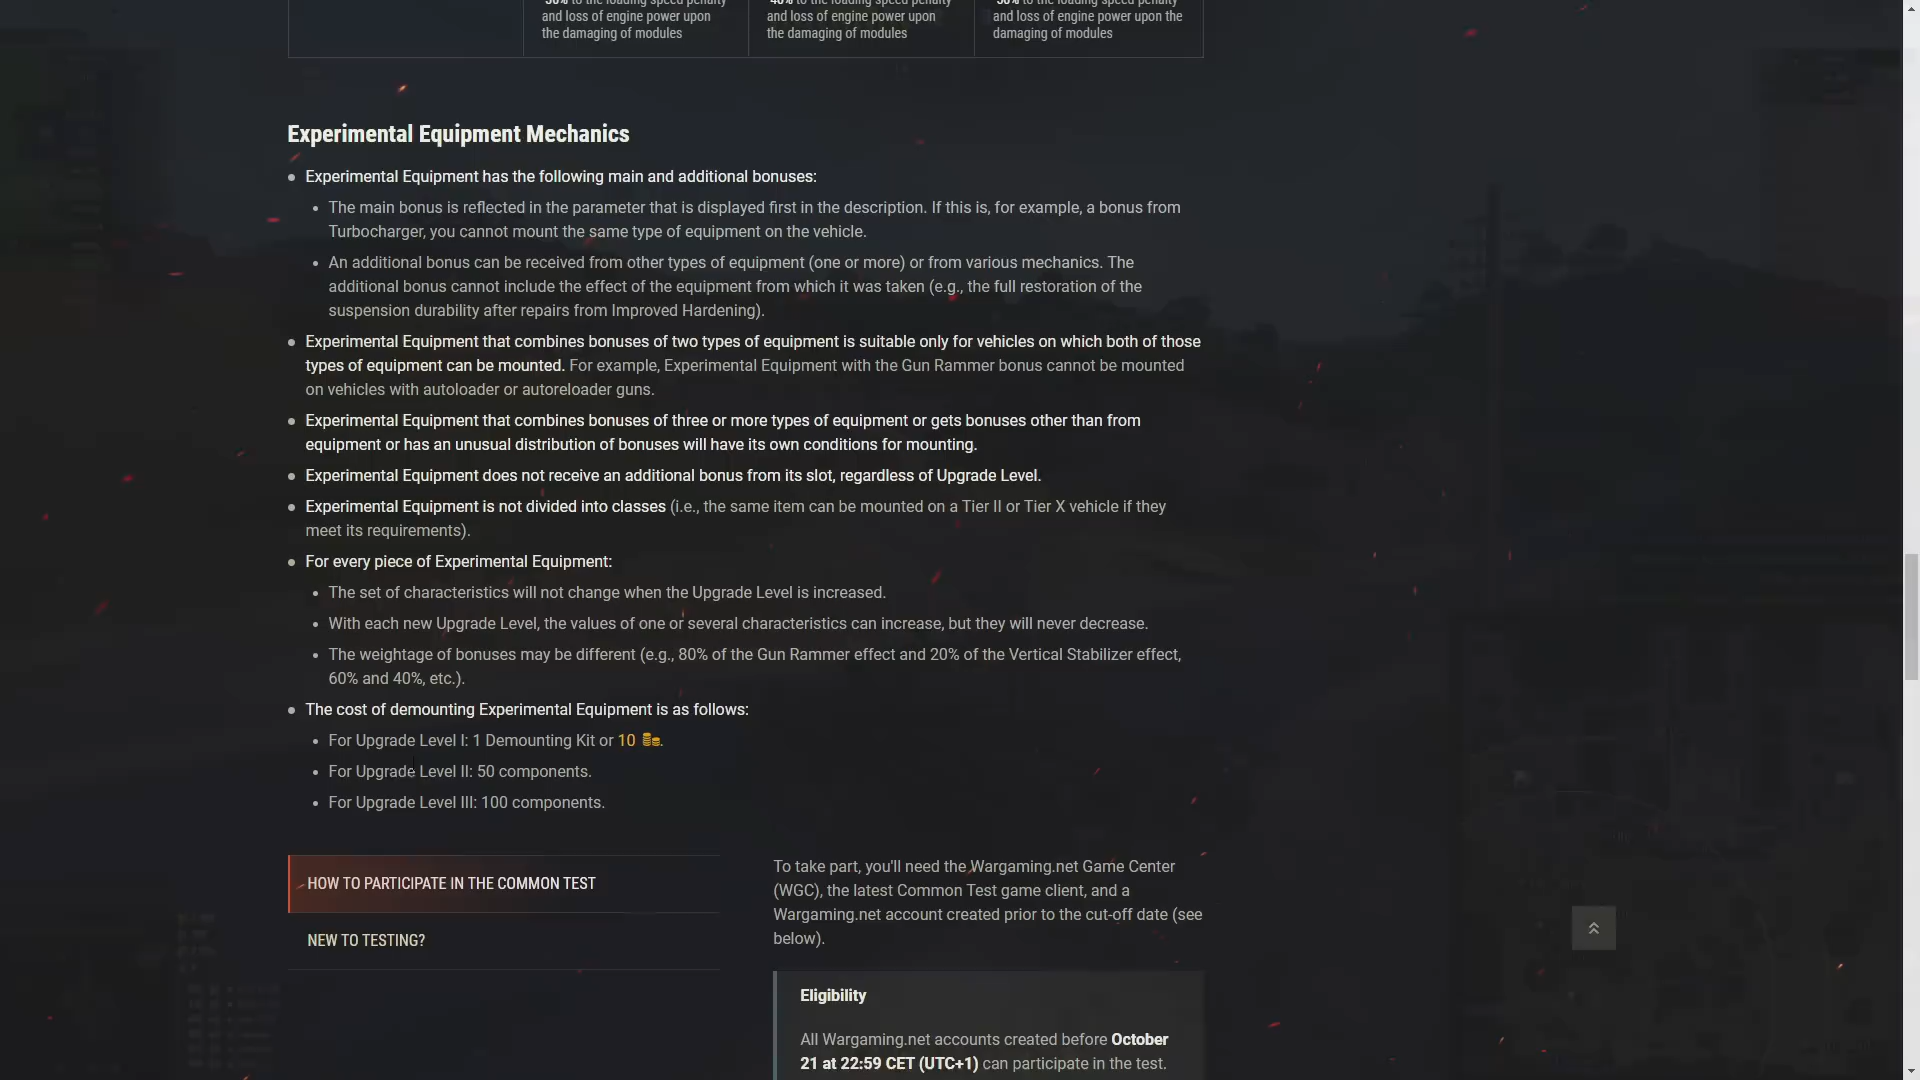 -50% to the loading speed penalty
and loss of engine power upon
the damaging of modules
-40% to the loading speed penalty
and loss of engine power upon
the damaging of modules
-50% to the loading speed penalty
and loss of engine power upon the
damaging of modules
Experimental Equipment Mechanics
Experimental Equipment has the following main and additional bonuses:
The main bonus is reflected in the parameter that is displayed first in the description. If this is, for example, a bonus from
Turbocharger, you cannot mount the same type of equipment on the vehicle.
An additional bonus can be received from other types of equipment (one or more) or from various mechanics. The
additional bonus cannot include the effect of the equipment from which it was taken (e.g., the full restoration of the
suspension durability after repairs from Improved Hardening).
Experimental Equipment that combines bonuses of two types of equipment is suitable only for vehicles on which both of those
types of equipment can be mounted. For example, Experimental Equipment with the Gun Rammer bonus cannot be mounted
on vehicles with autoloader or autoreloader guns.
Experimental Equipment that combines bonuses of three or more types of equipment or gets bonuses other than from
equipment or has an unusual distribution of bonuses will have its own conditions for mounting.
Experimental Equipment does not receive an additional bonus from its slot, regardless of Upgrade Level.
Experimental Equipment is not divided into classes (i.e., the same item can be mounted on a Tier II or Tier X vehicle if they
meet its requirements).
For every piece of Experimental Equipment:
The set of characteristics will not change when the Upgrade Level is increased.
With each new Upgrade Level, the values of one or several characteristics can increase, but they will never decrease.
The weightage of bonuses may be different (e.g., 80% of the Gun Rammer effect and 20% of the Vertical Stabilizer effect,
60% and 40%, etc.).
The cost of demounting Experimental Equipment is as follows:
For Upgrade Level I: 1 Demounting Kit or 10 .
For Upgrade Level II: 50 components.
For Upgrade Level III: 100 components.
HOW TO PARTICIPATE IN THE COMMON TEST
NEW TO TESTING?
To take part, you'll need the Wargaming.net Game Center
(WGC), the latest Common Test game client, and a
Wargaming.net account created prior to the cut-off date (see
below).
Eligibility
All Wargaming.net accounts created before October
21 at 22:59 CET (UTC+1) can participate in the test.